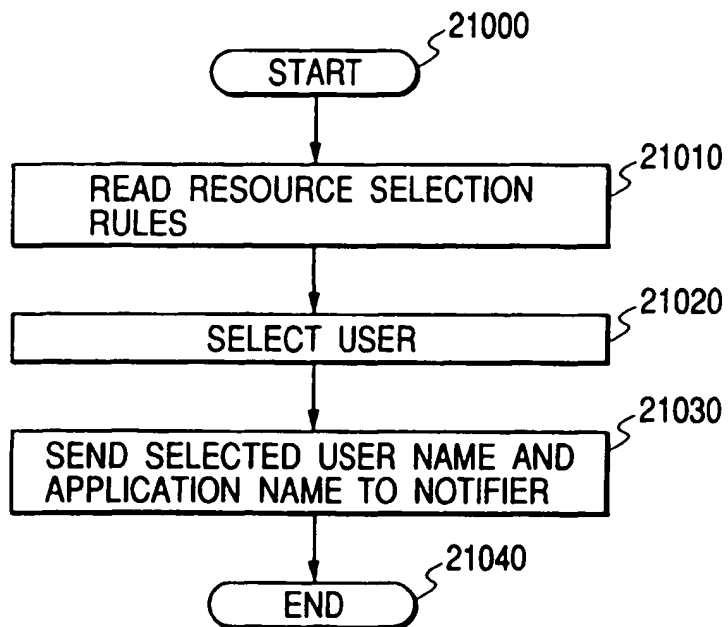 21000
START
21010
READ RESOURCE SELECTION
RULES
21020
SELECT USER
21030
SEND SELECTED USER NAME AND
APPLICATION NAME TO NOTIFIER
21040
END